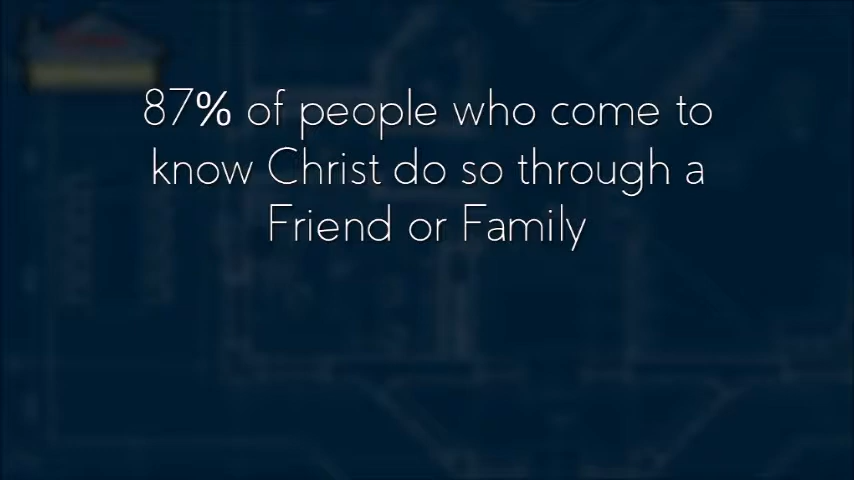 87% of people who come to
know Christ do so through a
Friend or Family